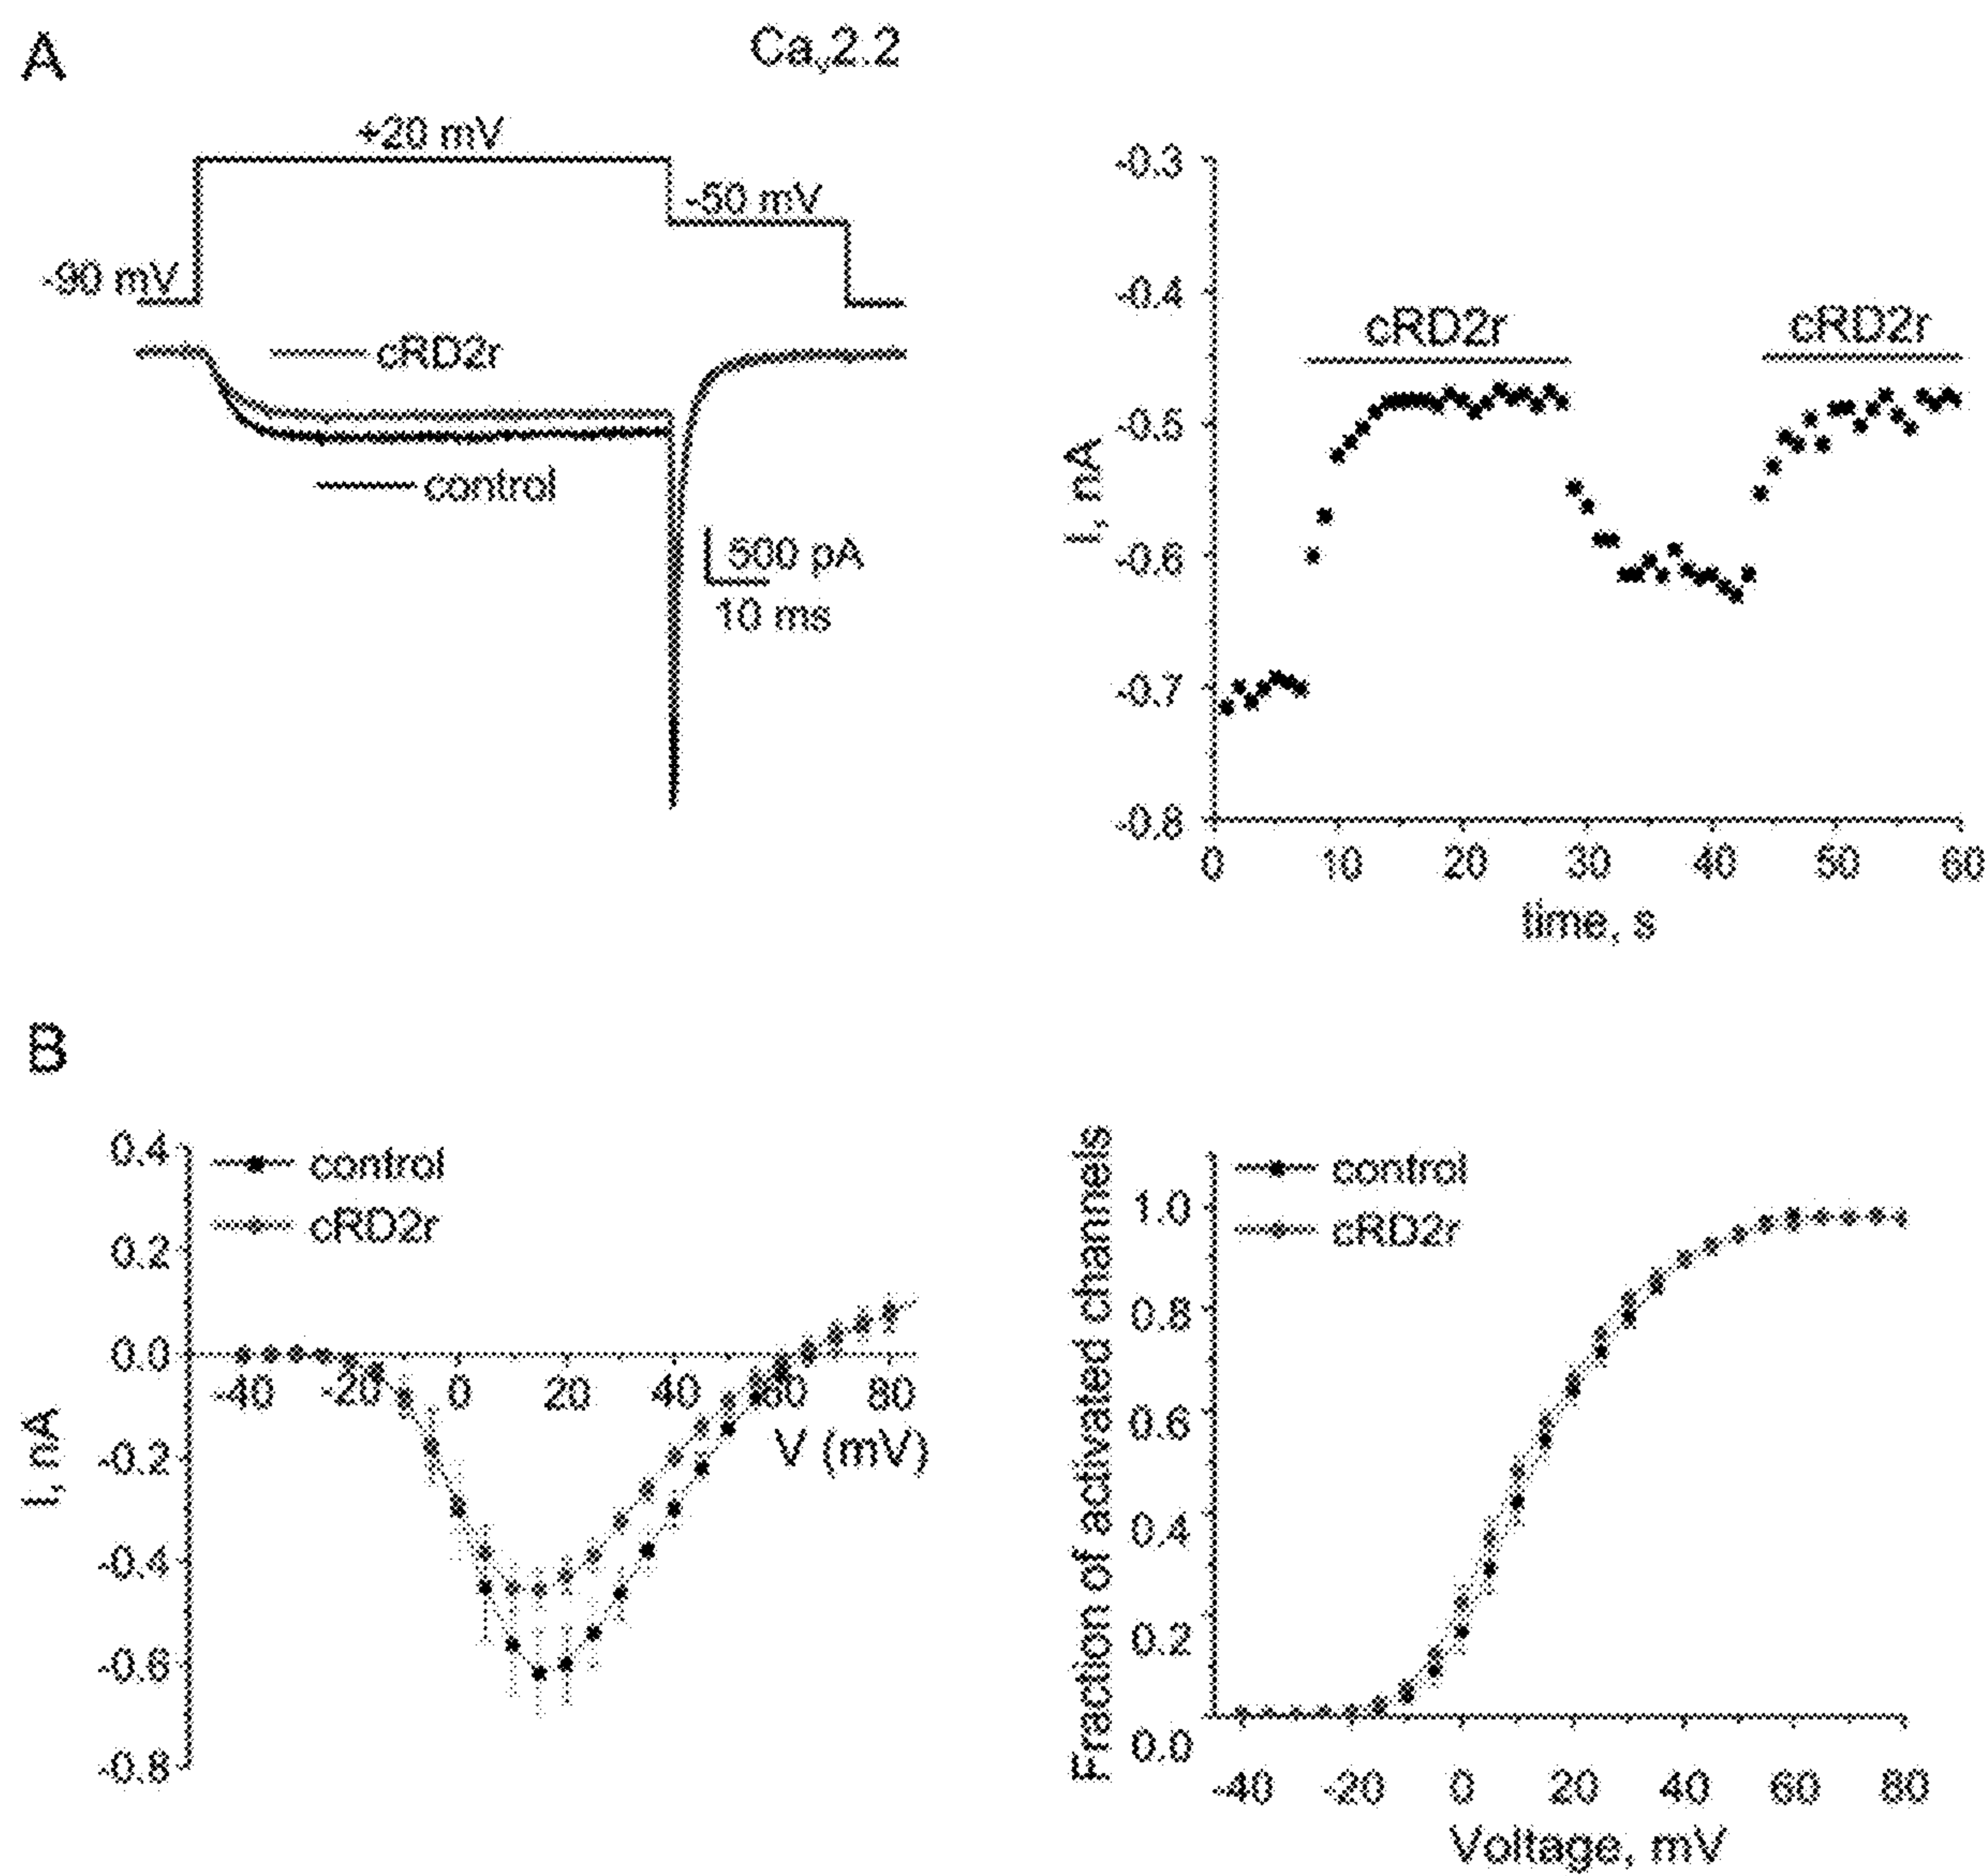 A
Cav2.2
+20 mV
-50 mV
-90 mV
cRD2r
control
500 pA
10 ms
-0.3
-0.4
-0.5
-0.6
-0.7
-0.8
I, nA
cRD2r
cRD2r
0 10 20 30 40 50 60
time, s
B
0.4
0.2
0.0
-0.2
-0.4
-0.6
-0.8
I, nA
control
cRD2r
-40 -20 0 20 40 60 80
V (mV)
Fraction of activated channels
1.0
0.8
0.6
0.4
0.2
0.0
control
cRD2r
-40 -20 0 20 40 60 80
Voltage, mV